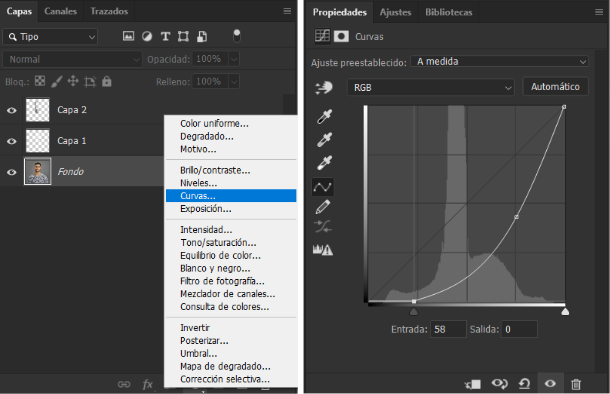 Capas Canales Trazados
Tipo
Normal Opacidad: 100%
Bloq.: Relleno: 100%
Capa 2
Capa 1
Fondo
fx
Color uniforme...
Degradado...
Motivo...
Brillo/contraste...
Niveles...
Curvas...
Exposición...
Intensidad...
Tono/saturación...
Equilibrio de color...
Blanco y negro...
Filtro de fotografía...
Mezclador de canales...
Consulta de colores...
Invertir
Posterizar...
Umbral...
Mapa de degradado...
Corrección selectiva...
Propiedades Ajustes Bibliotecas
Curvas
Ajuste preestablecido: A medida
RGB Automático
Entrada: 58 Salida: 0